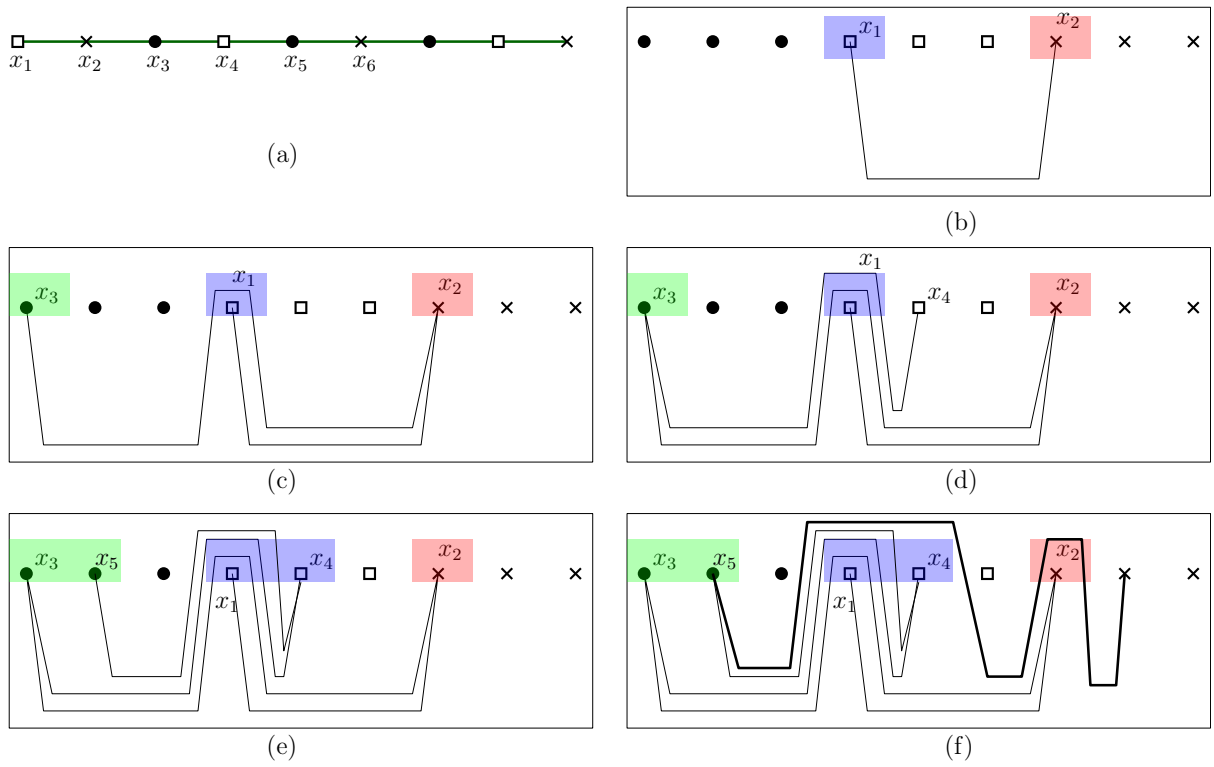 x₁ x₂ x₃ x₄ x₅ x₆
(a)
x₁ x₂
(b)
x₃ x₁ x₂
(c)
x₁
x₃ x₄ x₂
(d)
x₃ x₅ x₄ x₂
x₁
(e)
x₃ x₅ x₄ x₂
x₁
(f)